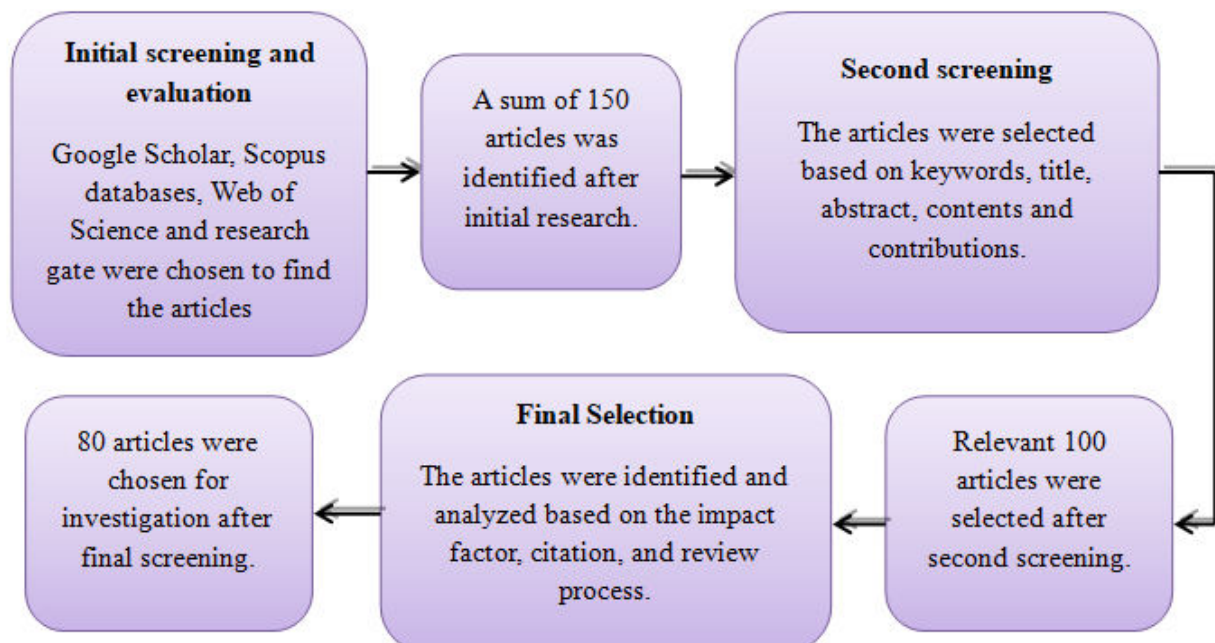 Initial screening and
evaluation
Google Scholar, Scopus
databases, Web of
Science and research
gate were chosen to find
the articles
A sum of 150
articles was
identified after
initial research.
Second screening
The articles were selected
based on keywords, title,
abstract, contents and
contributions.
Relevant 100
articles were
selected after
second screening.
Final Selection
The articles were identified and
analyzed based on the impact
factor, citation, and review
process.
80 articles were
chosen for
investigation after
final screening.